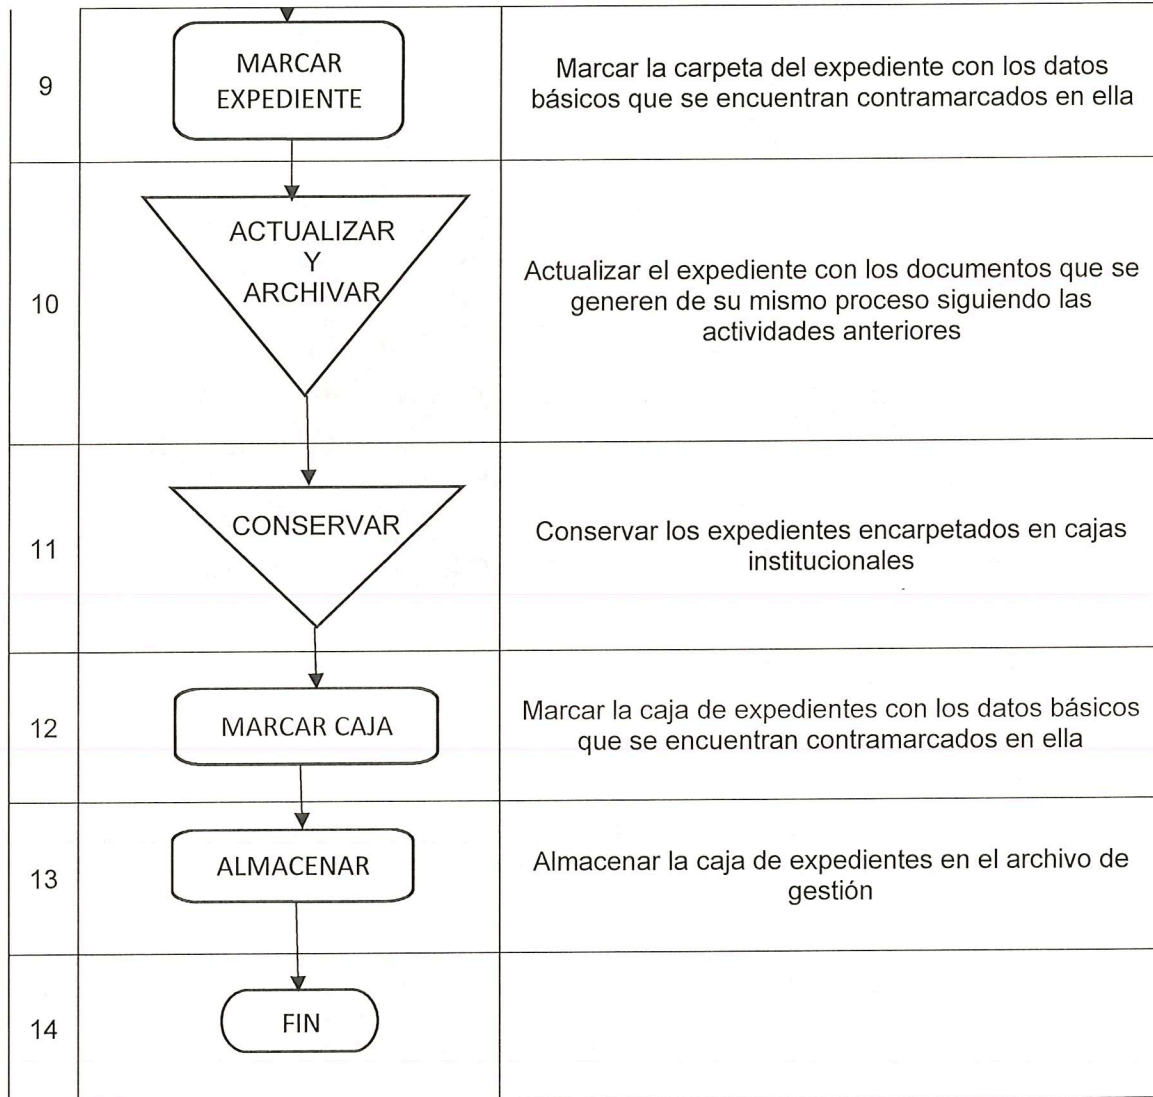 9
MARCAR
EXPEDIENTE
Marcar la carpeta del expediente con los datos
básicos que se encuentran contramarcados en ella
10
ACTUALIZAR
Y
ARCHIVAR
Actualizar el expediente con los documentos que se
generen de su mismo proceso siguiendo las
actividades anteriores
11
CONSERVAR
Conservar los expedientes encarpetados en cajas
institucionales
12
MARCAR CAJA
Marcar la caja de expedientes con los datos básicos
que se encuentran contramarcados en ella
13
ALMACENAR
Almacenar la caja de expedientes en el archivo de
gestión
14
FIN